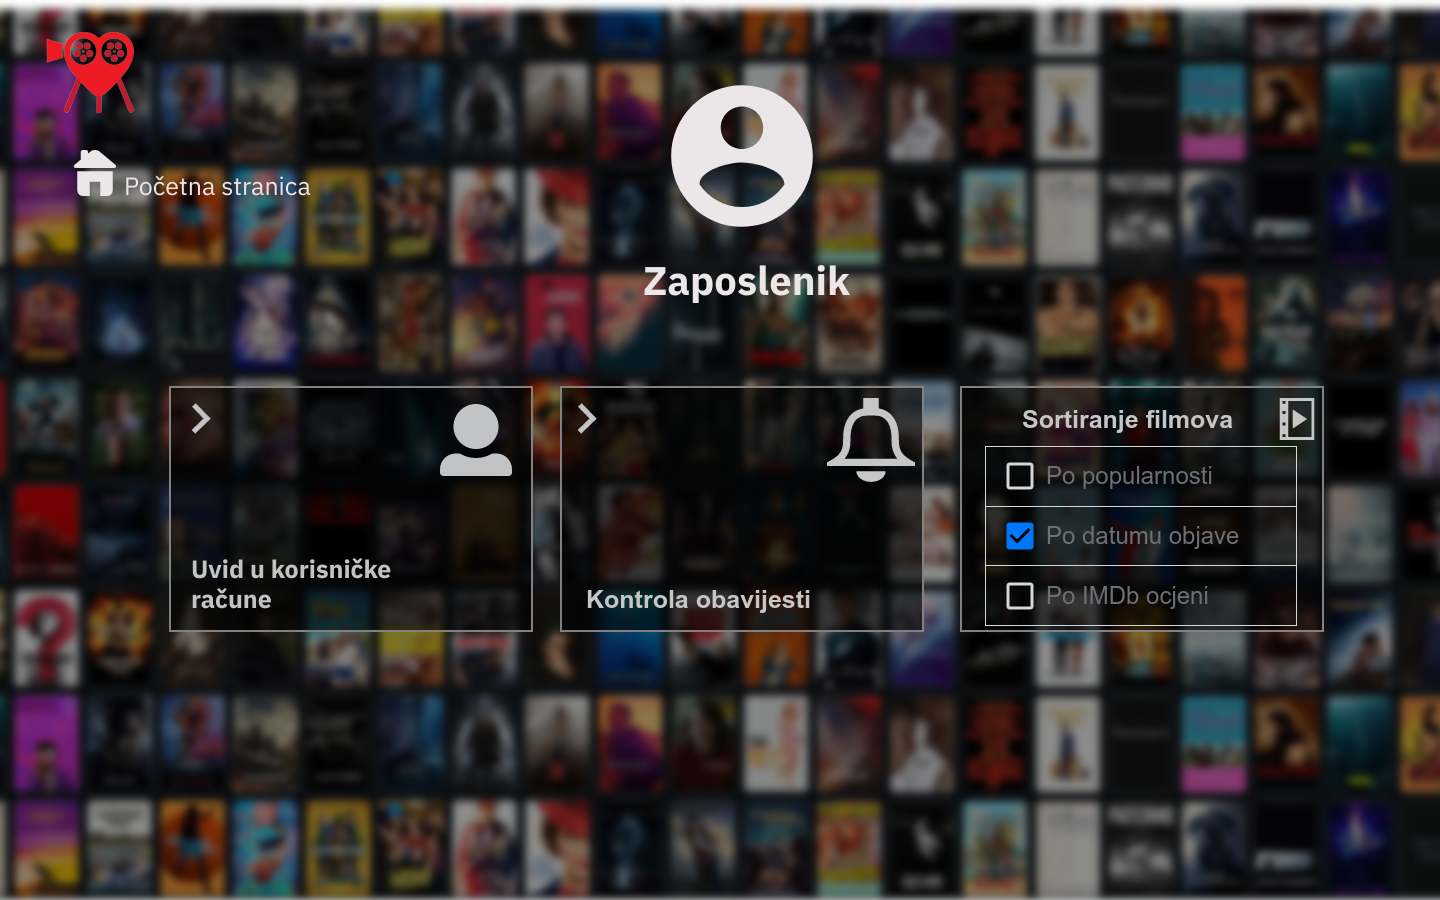 Početna stranica
Zaposlenik
Uvid u korisničke
račune
Kontrola obavijesti
Sortiranje filmova
Po popularnosti
Po datumu objave
Po IMDb ocjeni